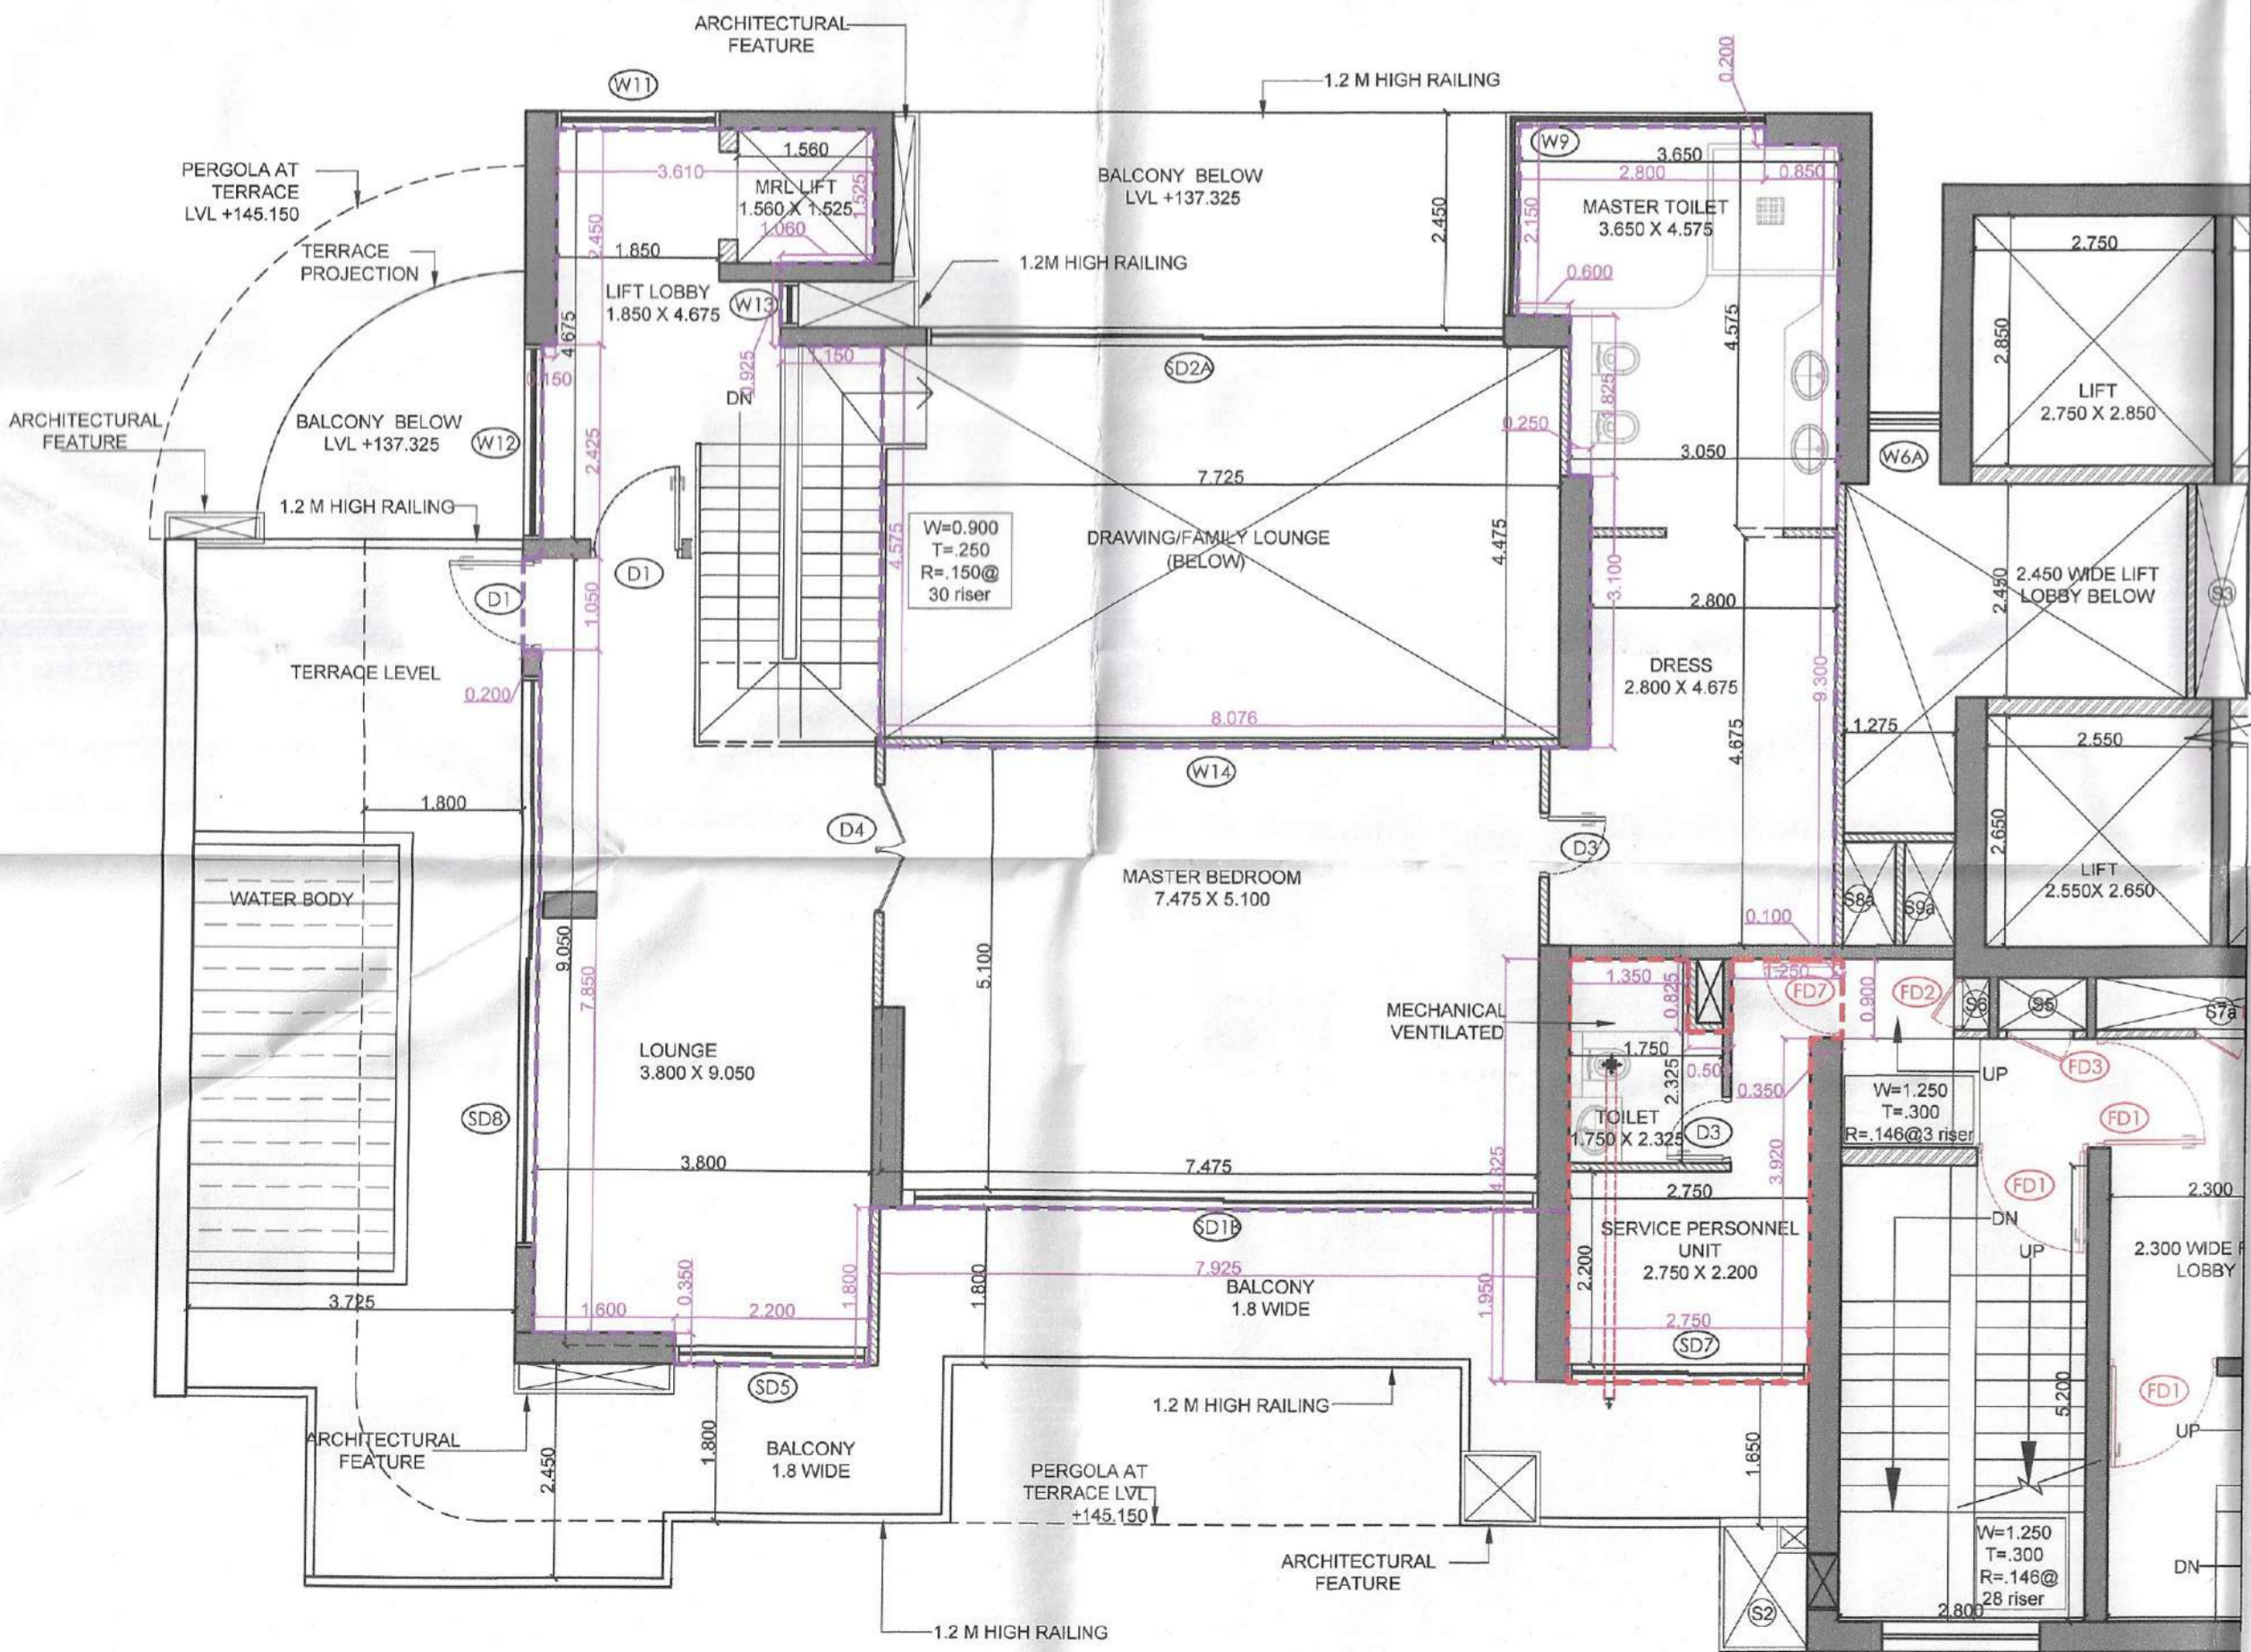 ARCHITECTURAL
FEATURE
W11
1.2 M HIGH RAILING
0.200
PERGOLA AT
TERRACE
LVL +145.150
1.560
3.610
MRL LIFT
1.560 X 1.525
1.525
1.060
2.450
1.850
BALCONY BELOW
LVL +137.325
2.450
W9
3.650
2.800
0.850
MASTER TOILET
3.650 X 4.575
2.150
0.600
2.750
TERRACE
PROJECTION
1.2M HIGH RAILING
LIFT LOBBY
1.850 X 4.675
W13
4.675
0.150
0.925
1.150
SD2A
4.575
2.850
LIFT
2.750 X 2.850
ARCHITECTURAL
FEATURE
BALCONY BELOW
LVL +137.325
W12
DN
2.425
1.825
0.250
3.050
W6A
1.2 M HIGH RAILING
7.725
W=0.900
T=.250
R=.150@
30 riser
4.575
DRAWING/FAMILY LOUNGE
(BELOW)
4.475
3.100
D1
D1
1.050
2.800
2.450
2.450 WIDE LIFT
LOBBY BELOW
S3
TERRACE LEVEL
0.200
DRESS
2.800 X 4.675
9.300
8.076
4.675
1.275
2.550
W14
1.800
D4
D3
2.650
LIFT
2.550X 2.650
WATER BODY
MASTER BEDROOM
7.475 X 5.100
S8a
S9a
0.100
9.050
5.100
7.850
1.350
0.825
1.250
FD7
FD2
0.900
S6
S5
S7a
MECHANICAL
VENTILATED
LOUNGE
3.800 X 9.050
1.750
2.325
0.350
UP
FD3
W=1.250
T=.300
R=.146@3 riser
FD1
SD8
TOILET
1.750 X 2.325
D3
3.800
7.475
4.325
3.920
2.750
FD1
2.300
SD1B
SERVICE PERSONNEL
UNIT
2.750 X 2.200
DN
UP
2.300 WIDE
LOBBY
7.925
BALCONY
1.8 WIDE
2.200
3.725
1.600
0.350
2.200
1.800
1.800
1.950
2.750
SD7
SD5
1.2 M HIGH RAILING
FD1
5.200
ARCHITECTURAL
FEATURE
2.450
1.800
BALCONY
1.8 WIDE
PERGOLA AT
TERRACE LVL
+145.150
1.650
UP
ARCHITECTURAL
FEATURE
W=1.250
T=.300
R=.146@
28 riser
DN
S2
2.800
1.2 M HIGH RAILING